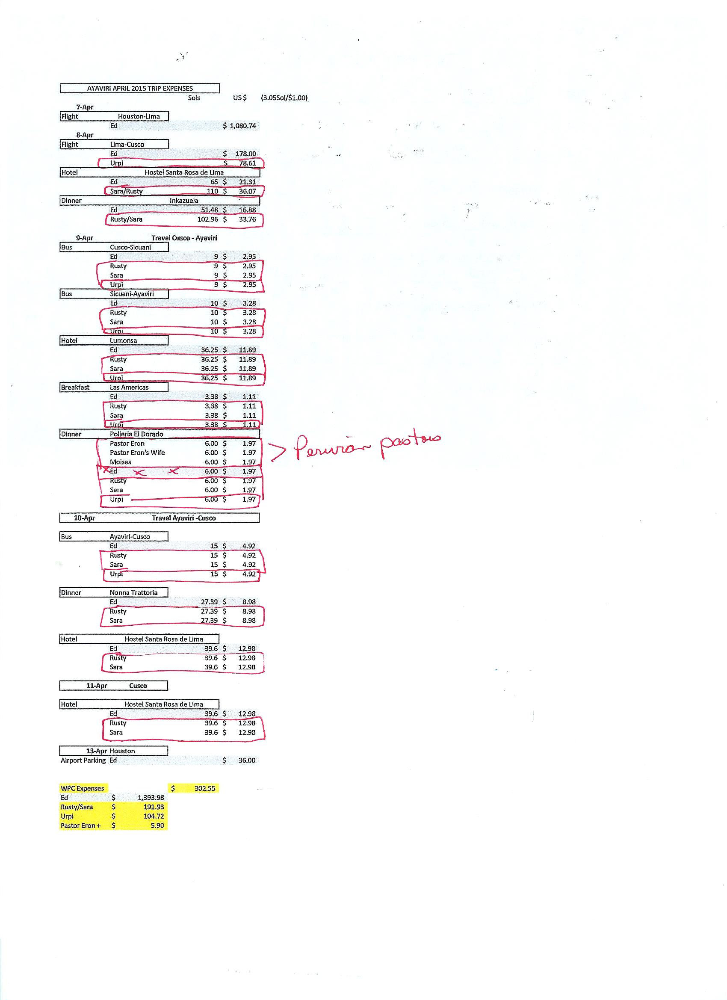 AYAVIRI APRIL 2015 TRIP EXPENSES
Sols US $ (3.05Sol/$1.00)
7-Apr
Flight Houston-Lima
Ed $ 1,080.74
8-Apr
Flight Lima-Cusco
Ed $ 178.00
Urpi $ 78.61
Hotel Hostel Santa Rosa de Lima
Ed 65 $ 21.31
Sara/Rusty 110 $ 36.07
Dinner Inkazuela
Ed 51.48 $ 16.88
Rusty/Sara 102.96 $ 33.76
9-Apr Travel Cusco - Ayaviri
Bus Cusco-Sicuani
Ed 9 $ 2.95
Rusty 9 $ 2.95
Sara 9 $ 2.95
Urpi 9 $ 2.95
Bus Sicuani-Ayaviri
Ed 10 $ 3.28
Rusty 10 $ 3.28
Sara 10 $ 3.28
Urpi 10 $ 3.28
Hotel Lumonsa
Ed 36.25 $ 11.89
Rusty 36.25 $ 11.89
Sara 36.25 $ 11.89
Urpi 36.25 $ 11.89
Breakfast Las Americas
Ed 3.38 $ 1.11
Rusty 3.38 $ 1.11
Sara 3.38 $ 1.11
Urpi 3.38 $ 1.11
Dinner Polleria El Dorado
Pastor Eron 6.00 $ 1.97
Pastor Eron's Wife 6.00 $ 1.97 > Peruvian pastors
Moises 6.00 $ 1.97
x Ed x x 6.00 $ 1.97
Rusty 6.00 $ 1.97
Sara 6.00 $ 1.97
Urpi 6.00 $ 1.97
10-Apr Travel Ayaviri -Cusco
Bus Ayaviri-Cusco
Ed 15 $ 4.92
Rusty 15 $ 4.92
Sara 15 $ 4.92
Urpi 15 $ 4.92
Dinner Nonna Trattoria
Ed 27.39 $ 8.98
Rusty 27.39 $ 8.98
Sara 27.39 $ 8.98
Hotel Hostel Santa Rosa de Lima
Ed 39.6 $ 12.98
Rusty 39.6 $ 12.98
Sara 39.6 $ 12.98
11-Apr Cusco
Hotel Hostel Santa Rosa de Lima
Ed 39.6 $ 12.98
Rusty 39.6 $ 12.98
Sara 39.6 $ 12.98
13-Apr Houston
Airport Parking Ed $ 36.00
WPC Expenses $ 302.55
Ed $ 1,393.98
Rusty/Sara $ 191.93
Urpi $ 104.72
Pastor Eron + $ 5.90